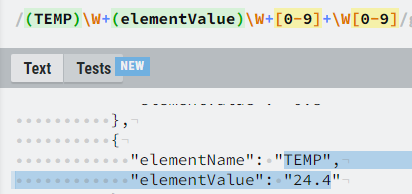 /(TEMP)\W+(elementValue)\W+[0-9]+\W[0-9]/
Text Tests NEW
},
{
"elementName": "TEMP",
"elementValue": "24.4"